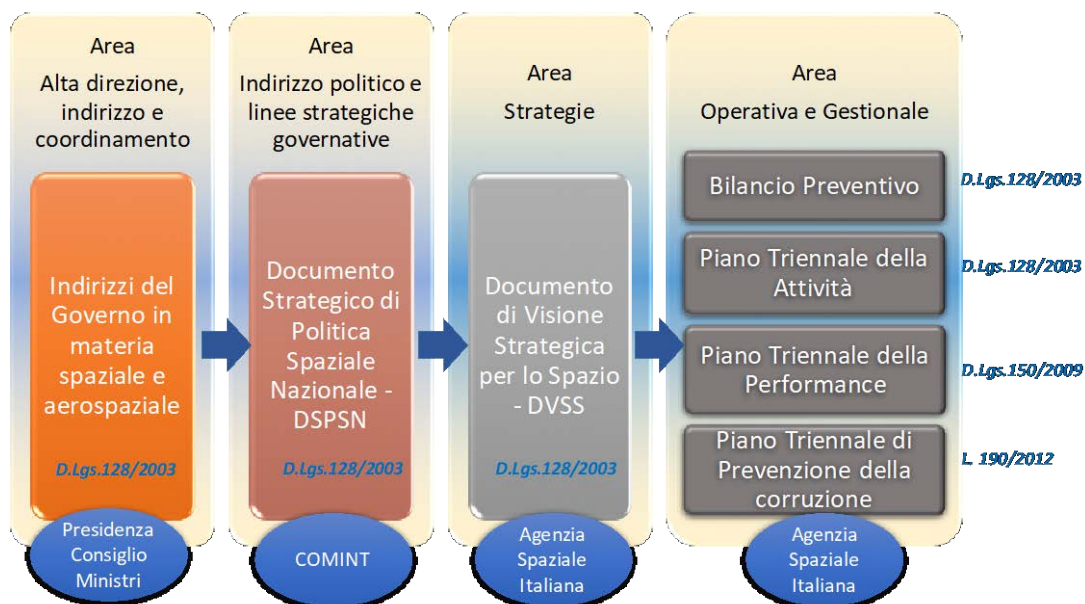 Area
Alta direzione,
indirizzo e
coordinamento
Indirizzi del
Governo in
materia
spaziale e
aerospaziale
D.Lgs.128/2003
Presidenza
Consiglio
Ministri
Area
Indirizzo politico e
linee strategiche
governative
Documento
Strategico di
Politica
Spaziale
Nazionale -
DSPSN
D.Lgs.128/2003
COMINT
Area
Strategie
Documento
di Visione
Strategica
per lo Spazio
- DVSS
D.Lgs.128/2003
Agenzia
Spaziale
Italiana
Area
Operativa e Gestionale
Bilancio Preventivo
D.Lgs.128/2003
Piano Triennale della
Attività
D.Lgs.128/2003
Piano Triennale della
Performance
D.Lgs.150/2009
Piano Triennale di
Prevenzione della
corruzione
L. 190/2012
Agenzia
Spaziale
Italiana